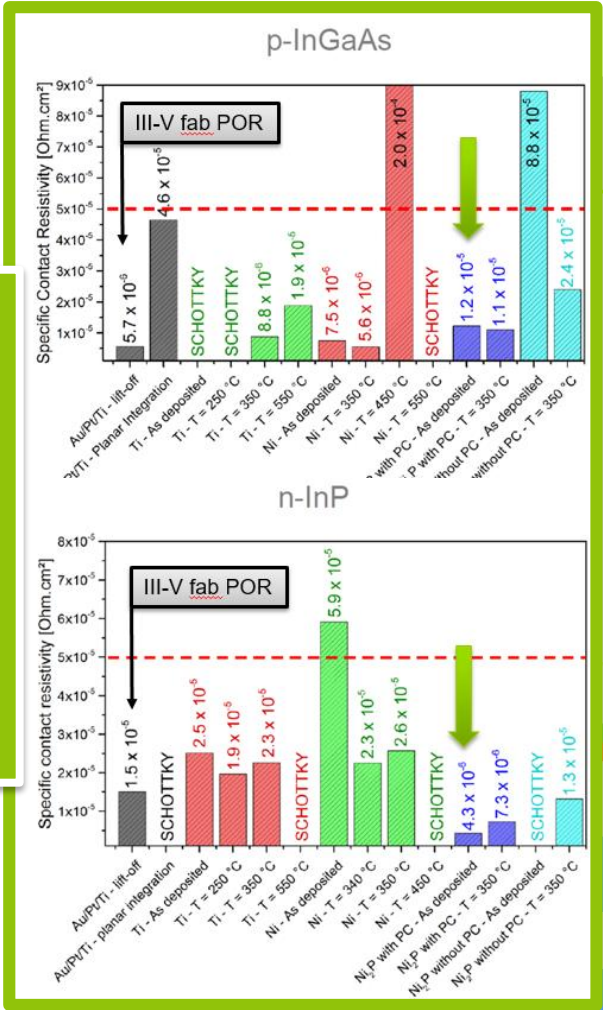 p-InGaAs
Specific Contact Resistivity [Ohm.cm²]
9x10⁻⁵
8x10⁻⁵
7x10⁻⁵
6x10⁻⁵
5x10⁻⁵
4x10⁻⁵
3x10⁻⁵
2x10⁻⁵
1x10⁻⁵
III-V fab POR
5.7 x 10⁻⁶
4.6 x 10⁻⁵
SCHOTTKY
SCHOTTKY
8.8 x 10⁻⁶
1.9 x 10⁻⁵
7.5 x 10⁻⁶
5.6 x 10⁻⁶
2.0 x 10⁻⁴
SCHOTTKY
1.2 x 10⁻⁵
1.1 x 10⁻⁵
8.8 x 10⁻⁵
2.4 x 10⁻⁵
Au/Pt/Ti - lift-off
Pt/Ti - Planar Integration
Ti - As deposited
Ti - T = 250 °C
Ti - T = 350 °C
Ti - T = 550 °C
Ni - As deposited
Ni - T = 350 °C
Ni - T = 450 °C
Ni - T = 550 °C
P with PC - As deposited
P with PC - T = 350 °C
without PC - As deposited
without PC - T = 350 °C
n-InP
Specific contact resistivity [Ohm.cm²]
8x10⁻⁵
7x10⁻⁵
6x10⁻⁵
5x10⁻⁵
4x10⁻⁵
3x10⁻⁵
2x10⁻⁵
1x10⁻⁵
III-V fab POR
1.5 x 10⁻⁵
SCHOTTKY
2.5 x 10⁻⁵
1.9 x 10⁻⁵
2.3 x 10⁻⁵
SCHOTTKY
5.9 x 10⁻⁵
2.3 x 10⁻⁵
2.6 x 10⁻⁵
SCHOTTKY
4.3 x 10⁻⁶
7.3 x 10⁻⁶
SCHOTTKY
1.3 x 10⁻⁵
Au/Pt/Ti - lift-off
Au/Pt/Ti - planar integration
Ti - As deposited
Ti - T = 250 °C
Ti - T = 350 °C
Ti - T = 550 °C
Ni - As deposited
Ni - T = 340 °C
Ni - T = 350 °C
Ni - T = 450 °C
Ni₂P with PC - As deposited
Ni₂P with PC - T = 350 °C
Ni₂P without PC - As deposited
Ni₂P without PC - T = 350 °C